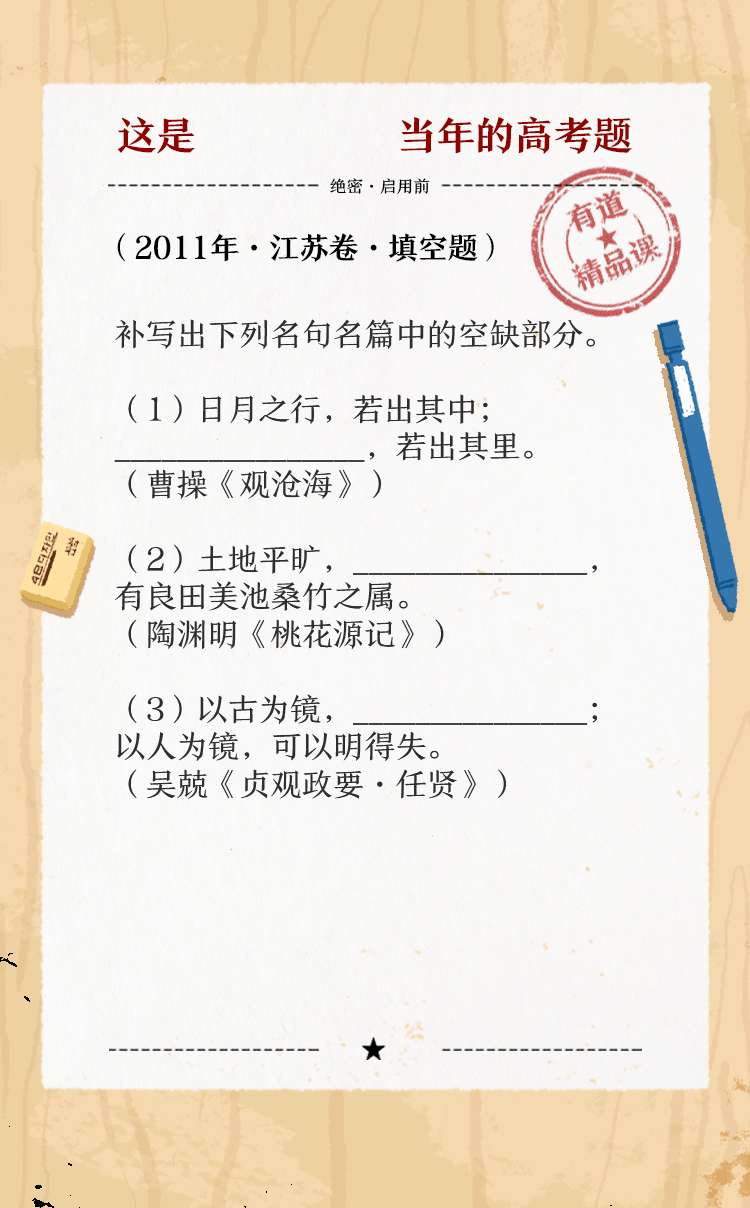 这是 当年的高考题
绝密·启用前
有道
精品课
(2011年·江苏卷·填空题)
补写出下列名句名篇中的空缺部分。
(1)日月之行,若出其中;
________________,若出其里。
(曹操《观沧海》)
(2)土地平旷,_______________,
有良田美池桑竹之属。
(陶渊明《桃花源记》)
(3)以古为镜,_______________;
以人为镜,可以明得失。
(吴兢《贞观政要·任贤》)